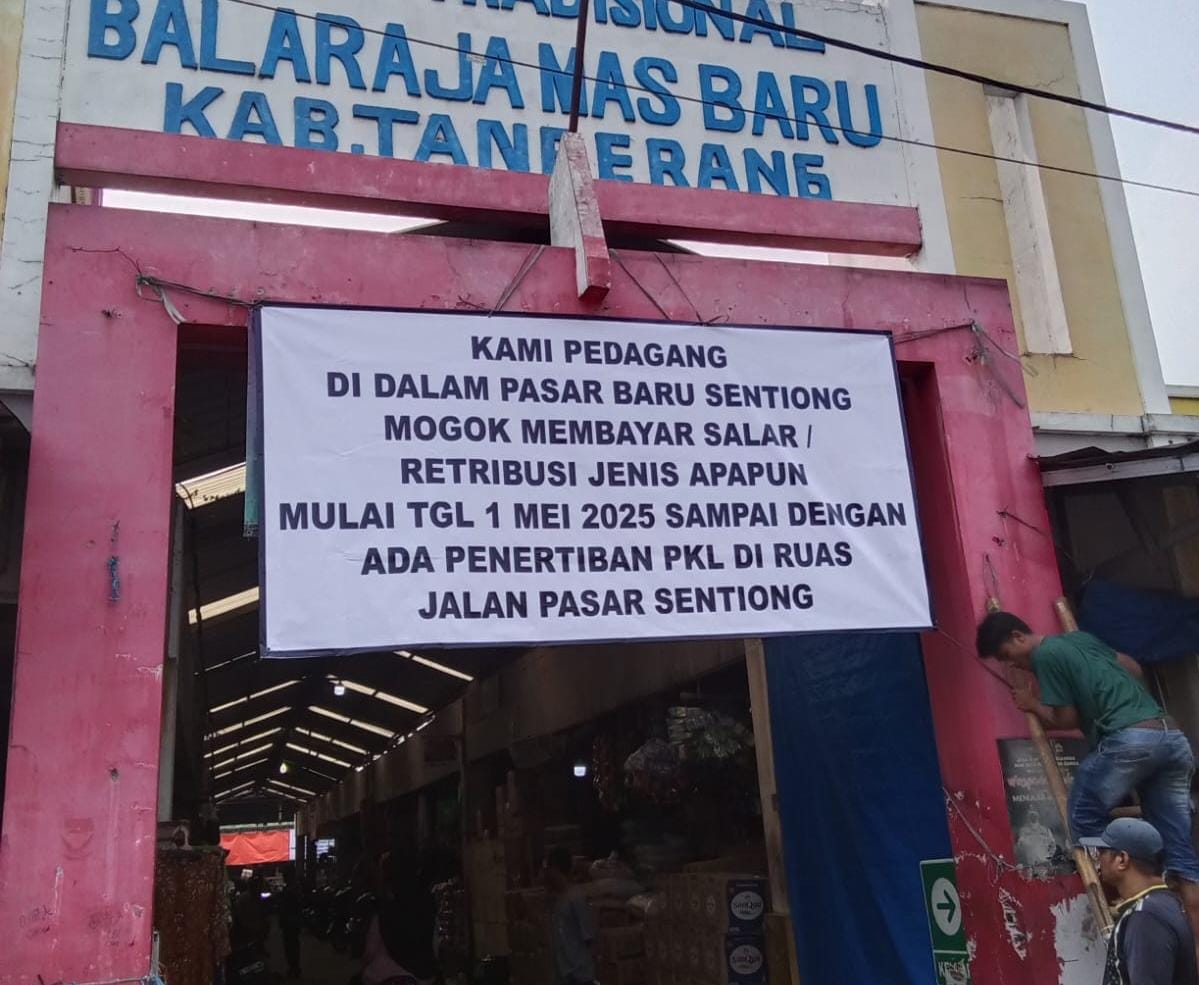 TRADISIONAL
BALARAJA MAS BARU
KAB.TANGERANG
KAMI PEDAGANG
DI DALAM PASAR BARU SENTIONG
MOGOK MEMBAYAR SALAR /
RETRIBUSI JENIS APAPUN
MULAI TGL 1 MEI 2025 SAMPAI DENGAN
ADA PENERTIBAN PKL DI RUAS
JALAN PASAR SENTIONG